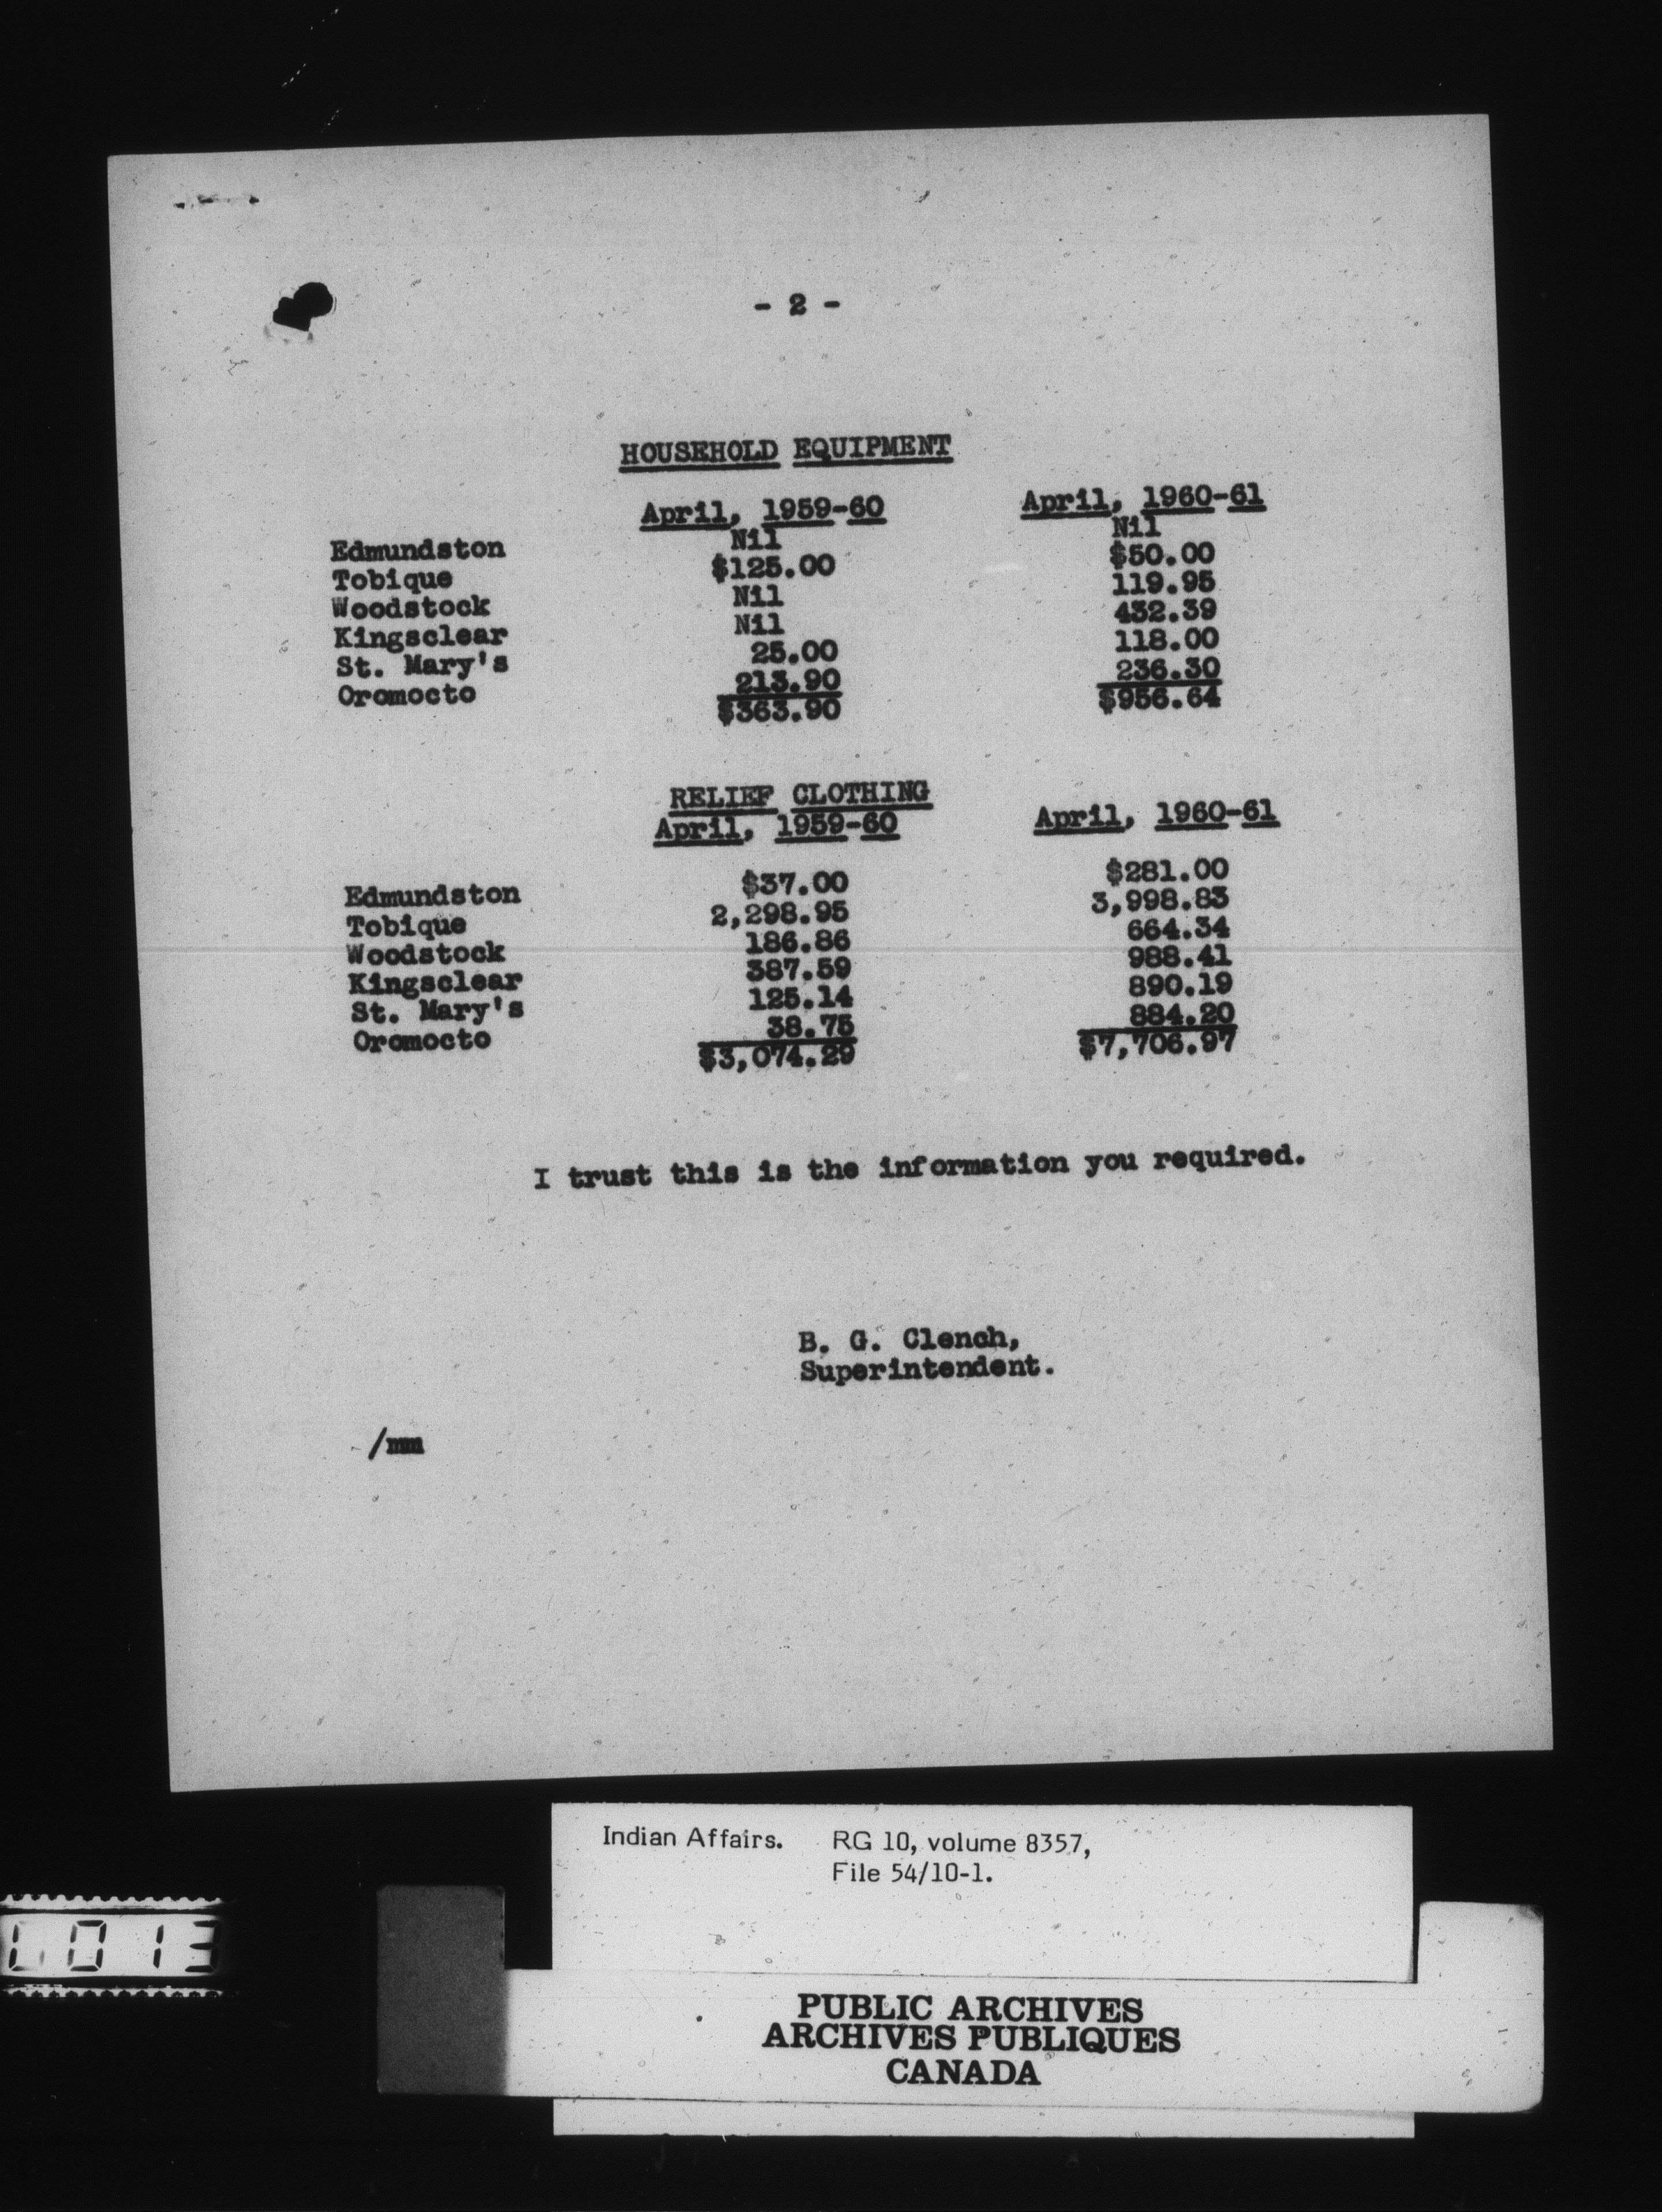 - 2 -
HOUSEHOLD EQUIPMENT
April, 1959-60 April, 1960-61
Edmundston Nil Nil
Tobique $125.00 $50.00
Woodstock Nil 119.95
Kingsclear Nil 432.39
St. Mary's 25.00 118.00
Oromocto 213.90 236.30
$363.90 $956.64
RELIEF CLOTHING
April, 1959-60 April, 1960-61
Edmundston $37.00 $281.00
Tobique 2,298.95 3,998.83
Woodstock 186.86 664.34
Kingsclear 387.59 988.41
St. Mary's 125.14 890.19
Oromocto 38.75 884.20
$3,074.29 $7,706.97
I trust this is the information you required.
B. G. Clench,
Superintendent.
/mm
Indian Affairs. RG 10, volume 8357,
File 54/10-1.
PUBLIC ARCHIVES
ARCHIVES PUBLIQUES
CANADA